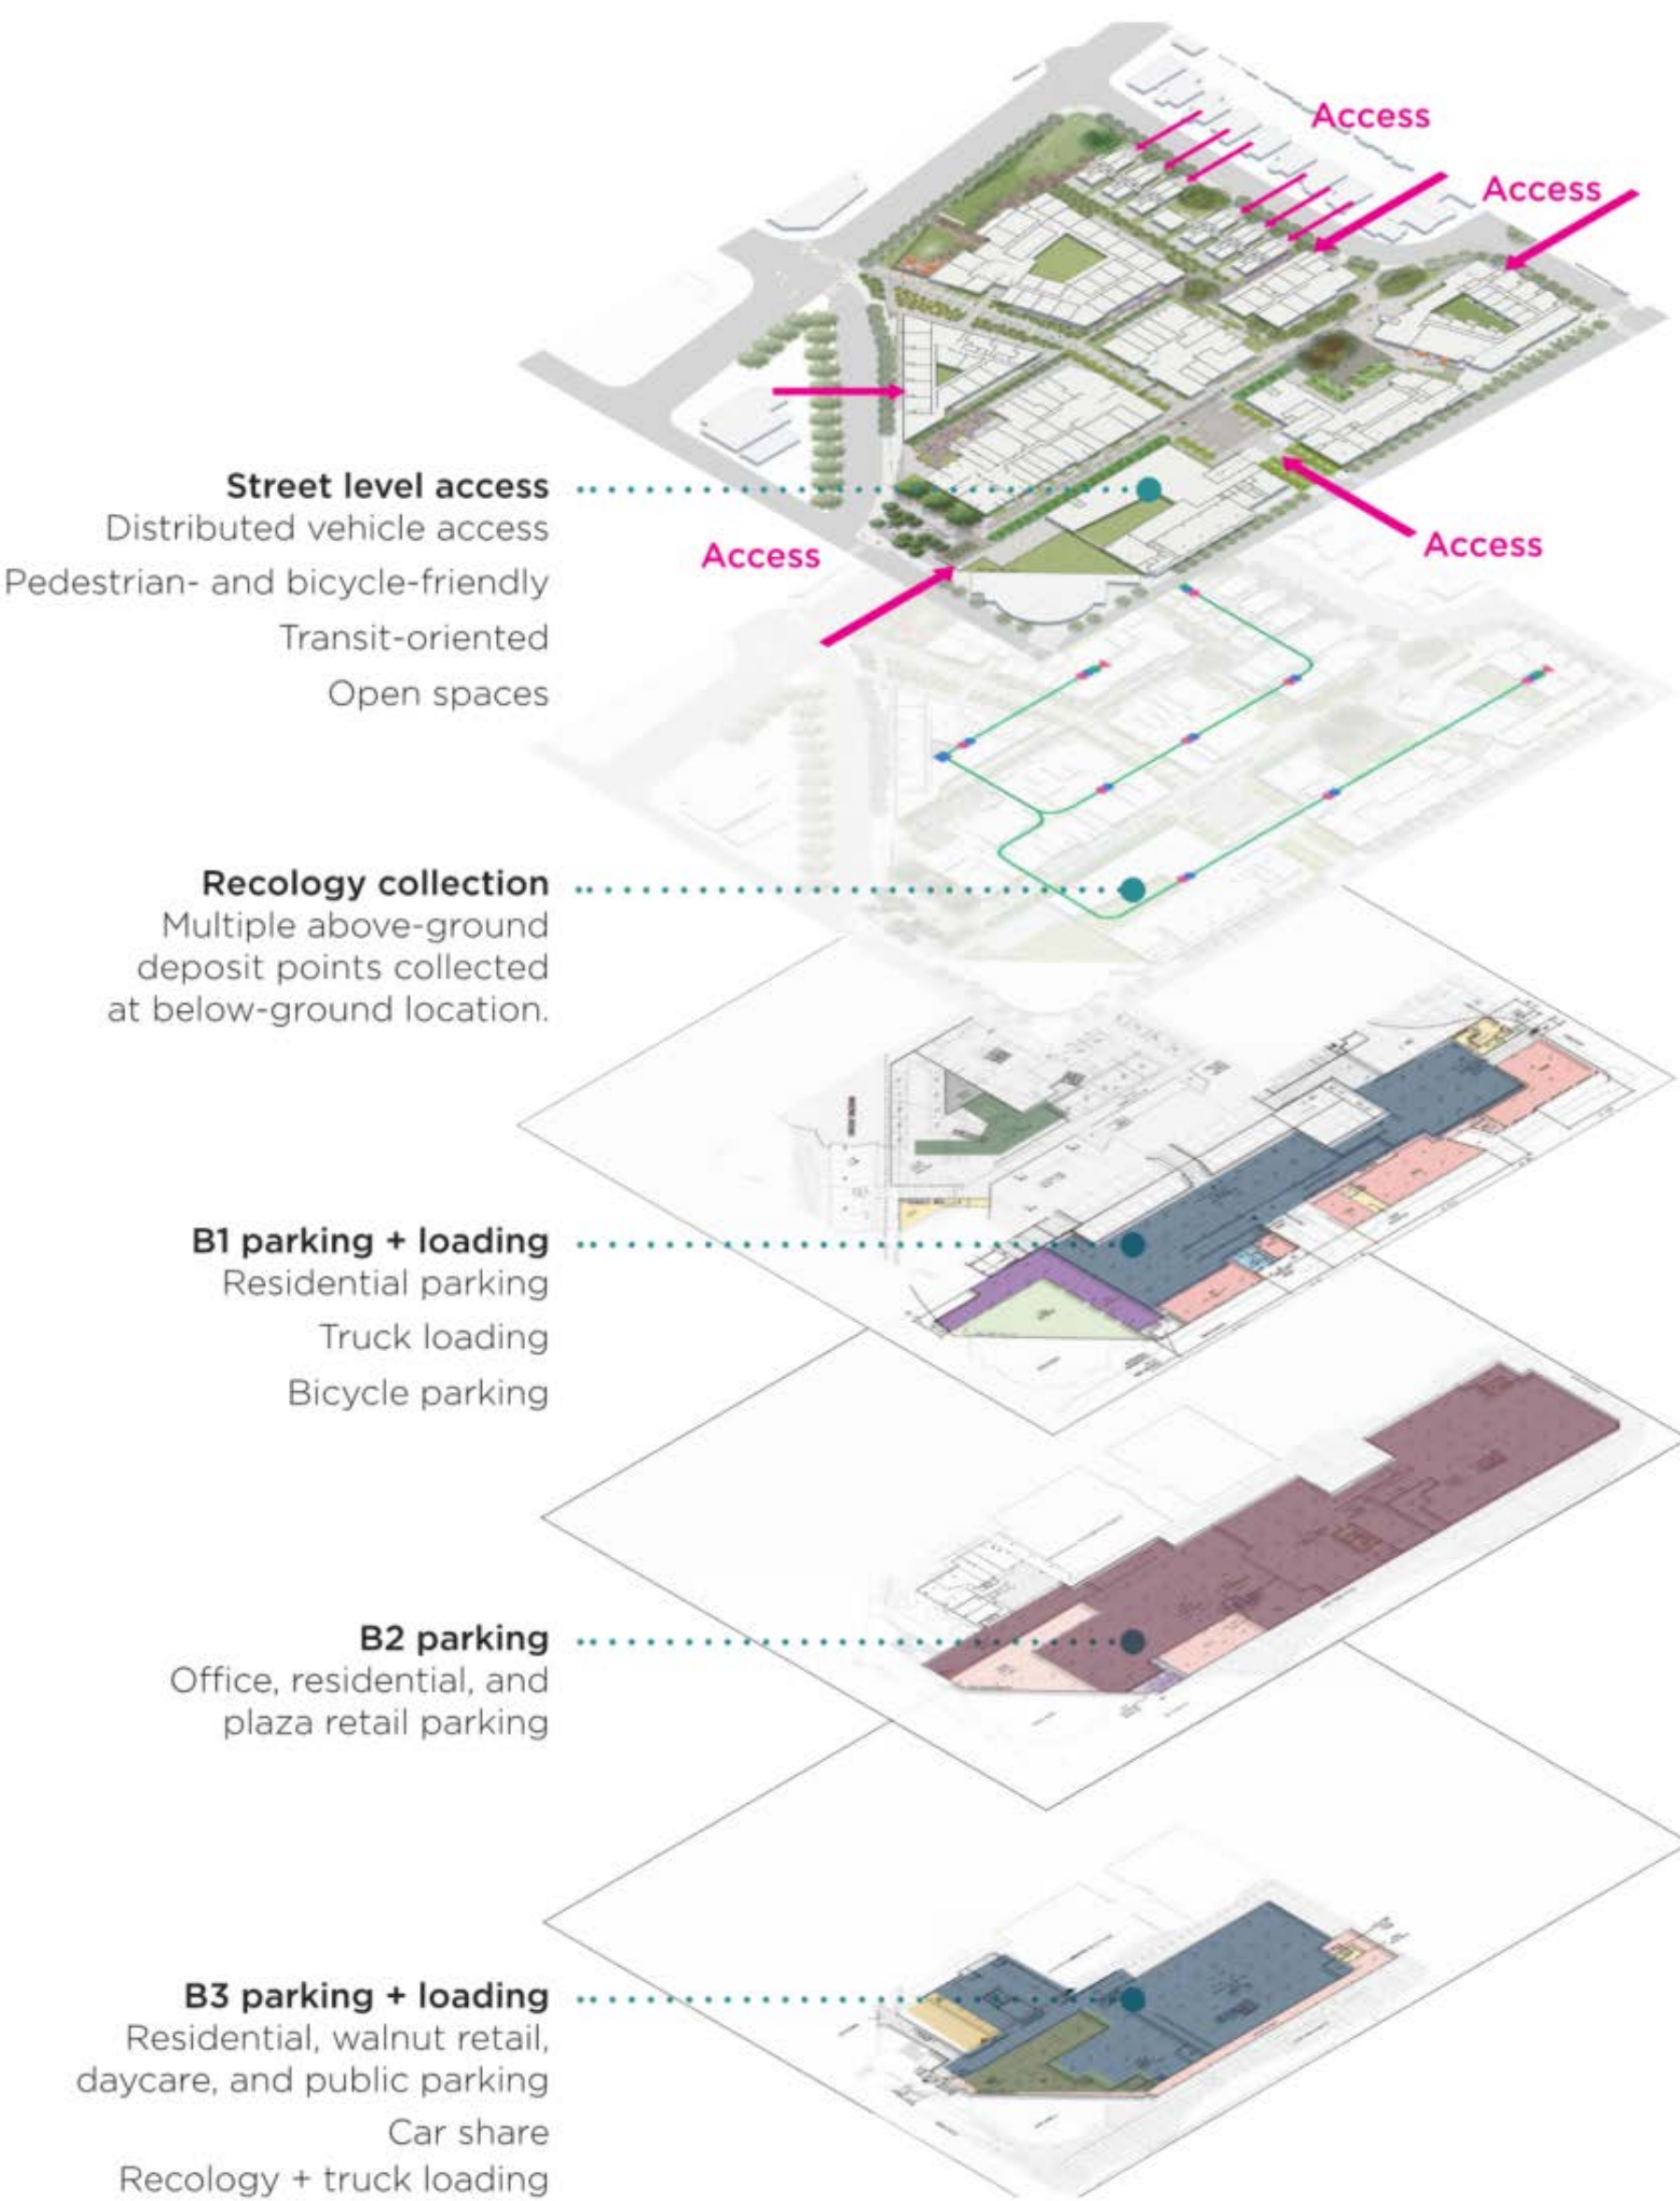 Access
Access
Street level access
Distributed vehicle access
Pedestrian- and bicycle-friendly
Transit-oriented
Open spaces
Access
Access
Recology collection
Multiple above-ground
deposit points collected
at below-ground location.
B1 parking + loading
Residential parking
Truck loading
Bicycle parking
B2 parking
Office, residential, and
plaza retail parking
B3 parking + loading
Residential, walnut retail,
daycare, and public parking
Car share
Recology + truck loading